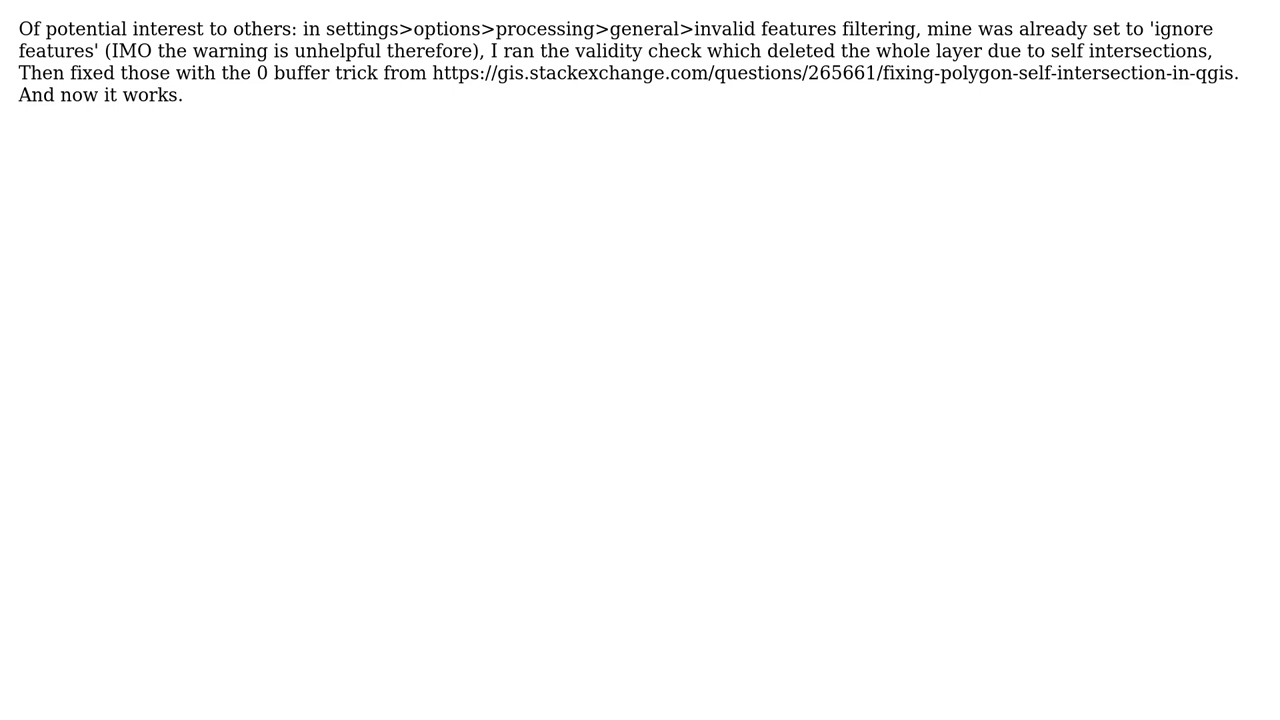 Of potential interest to others: in settings>options>processing>general>invalid features filtering, mine was already set to 'ignore
features' (IMO the warning is unhelpful therefore), I ran the validity check which deleted the whole layer due to self intersections,
Then fixed those with the 0 buffer trick from https://gis.stackexchange.com/questions/265661/fixing-polygon-self-intersection-in-qgis.
And now it works.